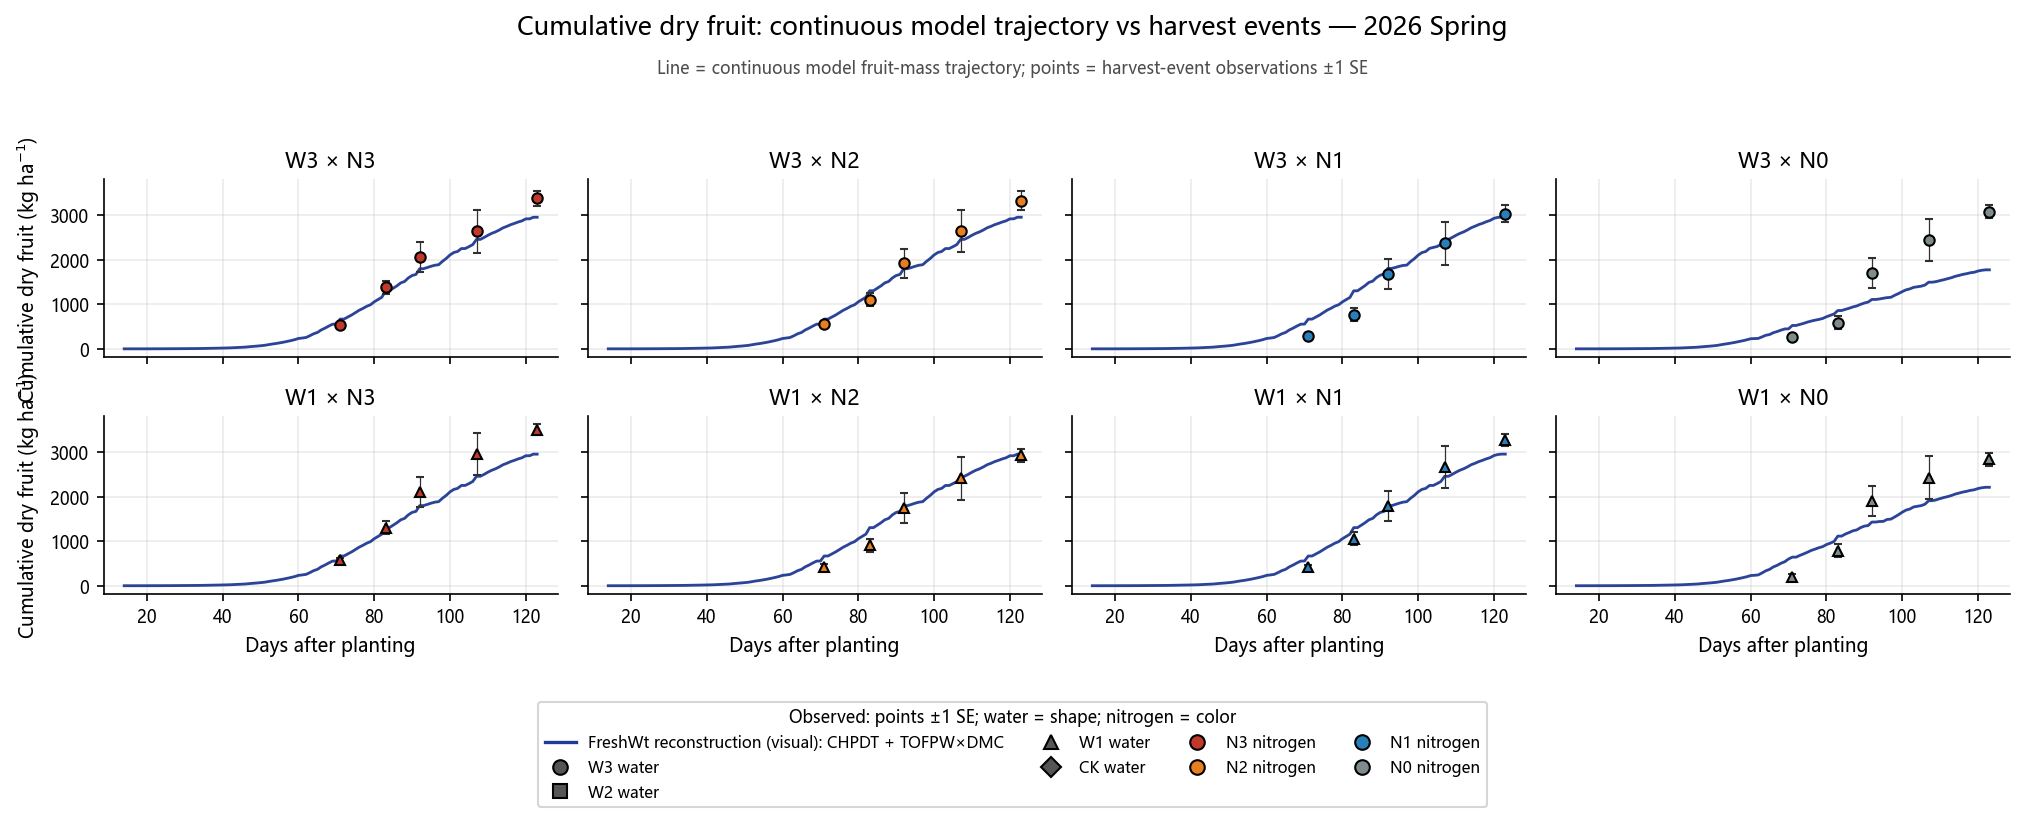 Cumulative dry fruit: continuous model trajectory vs harvest events — 2026 Spring
Line = continuous model fruit-mass trajectory; points = harvest-event observations ±1 SE
W3 × N3
W3 × N2
W3 × N1
W3 × N0
Cumulative dry fruit (kg ha⁻¹)
3000
2000
1000
0
W1 × N3
W1 × N2
W1 × N1
W1 × N0
Cumulative dry fruit (kg ha⁻¹)
3000
2000
1000
0
20 40 60 80 100 120
20 40 60 80 100 120
20 40 60 80 100 120
20 40 60 80 100 120
Days after planting
Days after planting
Days after planting
Days after planting
Observed: points ±1 SE; water = shape; nitrogen = color
FreshWt reconstruction (visual): CHPDT + TOFPW×DMC
W3 water
W2 water
W1 water
CK water
N3 nitrogen
N2 nitrogen
N1 nitrogen
N0 nitrogen